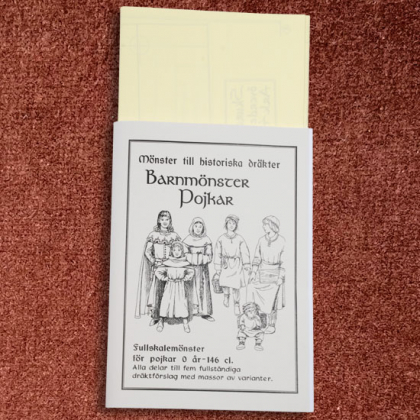 Mönster till historiska dräkter
Barnmönster
Pojkar
Fullskalemönster
för pojkar 0 år-146 cl.
Alla delar till fem fullständiga
dräktförslag med massor av varianter.